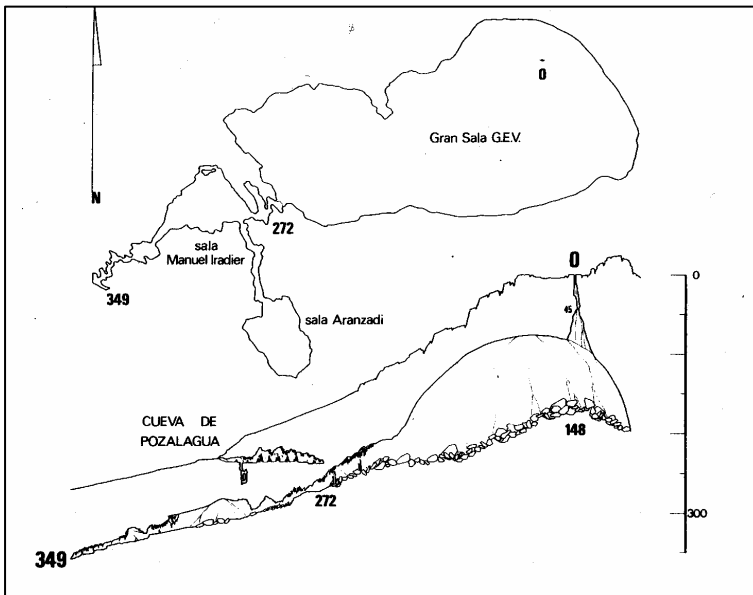 0
Gran Sala G.E.V.
N
272
sala
Manuel Iradier
349
sala Aranzadi
0
0
45
CUEVA DE
POZALAGUA
148
272
300
349